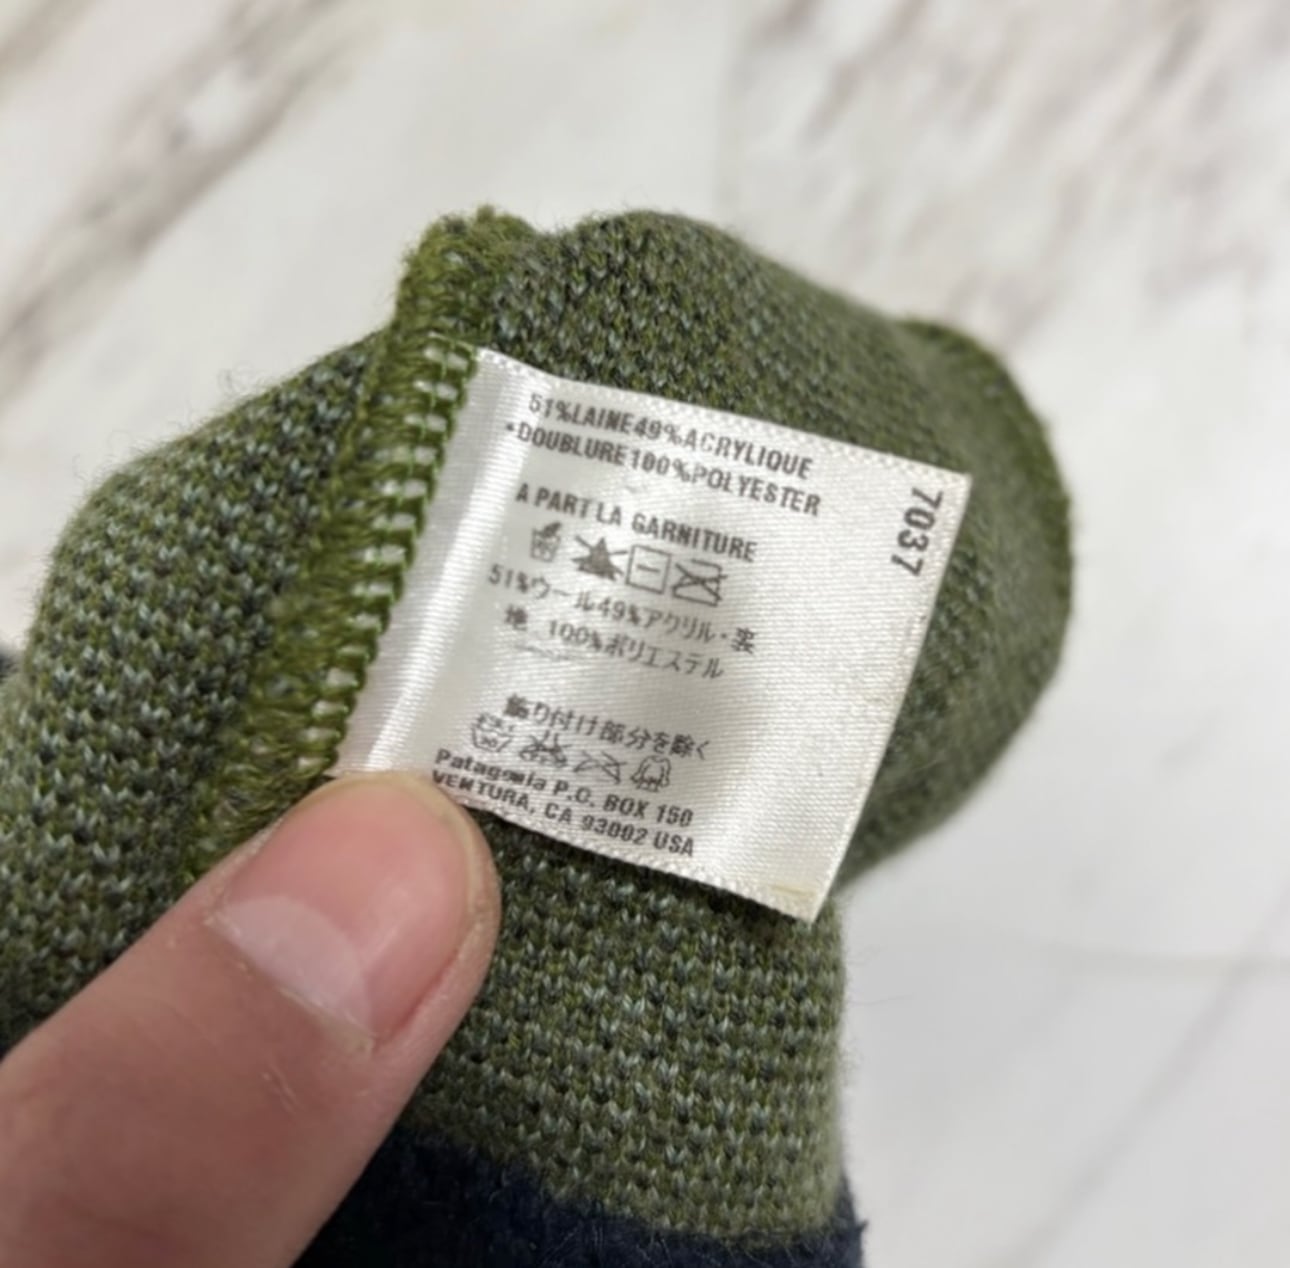 51%LAINE49%ACRYLIQUE
•DOUBLURE100%POLYESTER
A PART LA GARNITURE
51%ウール49%アクリル・裏
地 100%ポリエステル
飾り付け部分を除く
Patagonia P.O. BOX 150
VENTURA, CA 93002 USA
7037